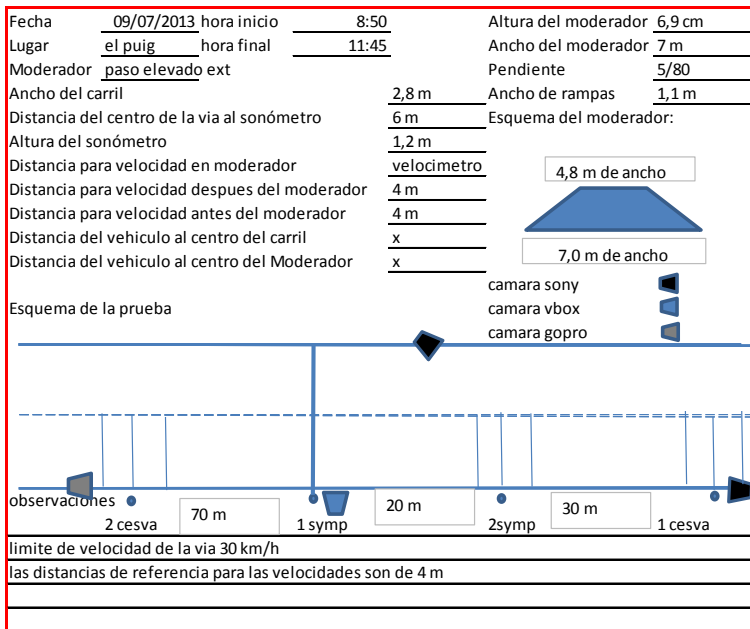 Fecha 09/07/2013 hora inicio 8:50 Altura del moderador 6,9 cm
Lugar el puig hora final 11:45 Ancho del moderador 7 m
Moderador paso elevado ext Pendiente 5/80
Ancho del carril 2,8 m Ancho de rampas 1,1 m
Distancia del centro de la via al sonómetro 6 m Esquema del moderador:
Altura del sonómetro 1,2 m
Distancia para velocidad en moderador velocimetro
4,8 m de ancho
Distancia para velocidad despues del moderador 4 m
Distancia para velocidad antes del moderador 4 m
Distancia del vehiculo al centro del carril x
7,0 m de ancho
Distancia del vehiculo al centro del Moderador x
camara sony
Esquema de la prueba camara vbox
camara gopro
observaciones
70 m 20 m 30 m
2 cesva 1 symp 2symp 1 cesva
limite de velocidad de la via 30 km/h
las distancias de referencia para las velocidades son de 4 m